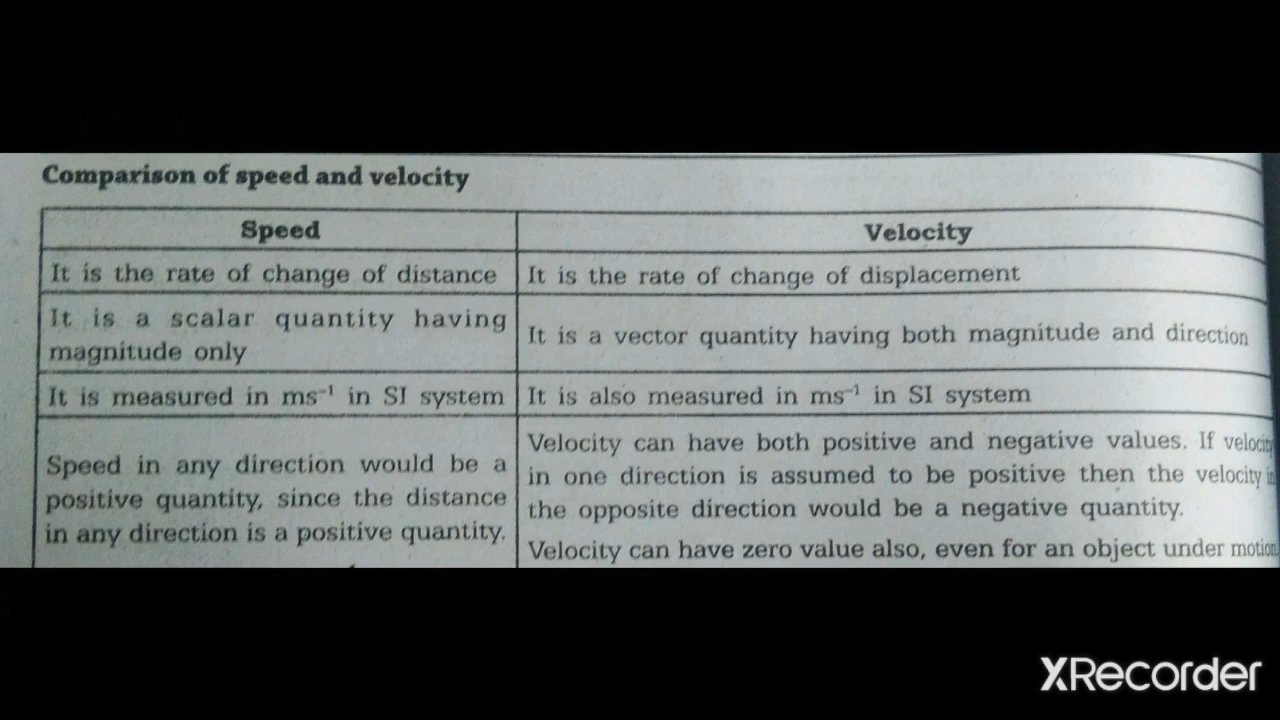 Comparison of speed and velocity
Speed
Velocity
It is the rate of change of distance
It is the rate of change of displacement
It is a scalar quantity having
magnitude only
It is a vector quantity having both magnitude and direction
It is measured in ms⁻¹ in SI system
It is also measured in ms⁻¹ in SI system
Speed in any direction would be a
positive quantity, since the distance
in any direction is a positive quantity.
Velocity can have both positive and negative values. If velocity
in one direction is assumed to be positive then the velocity in
the opposite direction would be a negative quantity.
Velocity can have zero value also, even for an object under motion
XRecorder